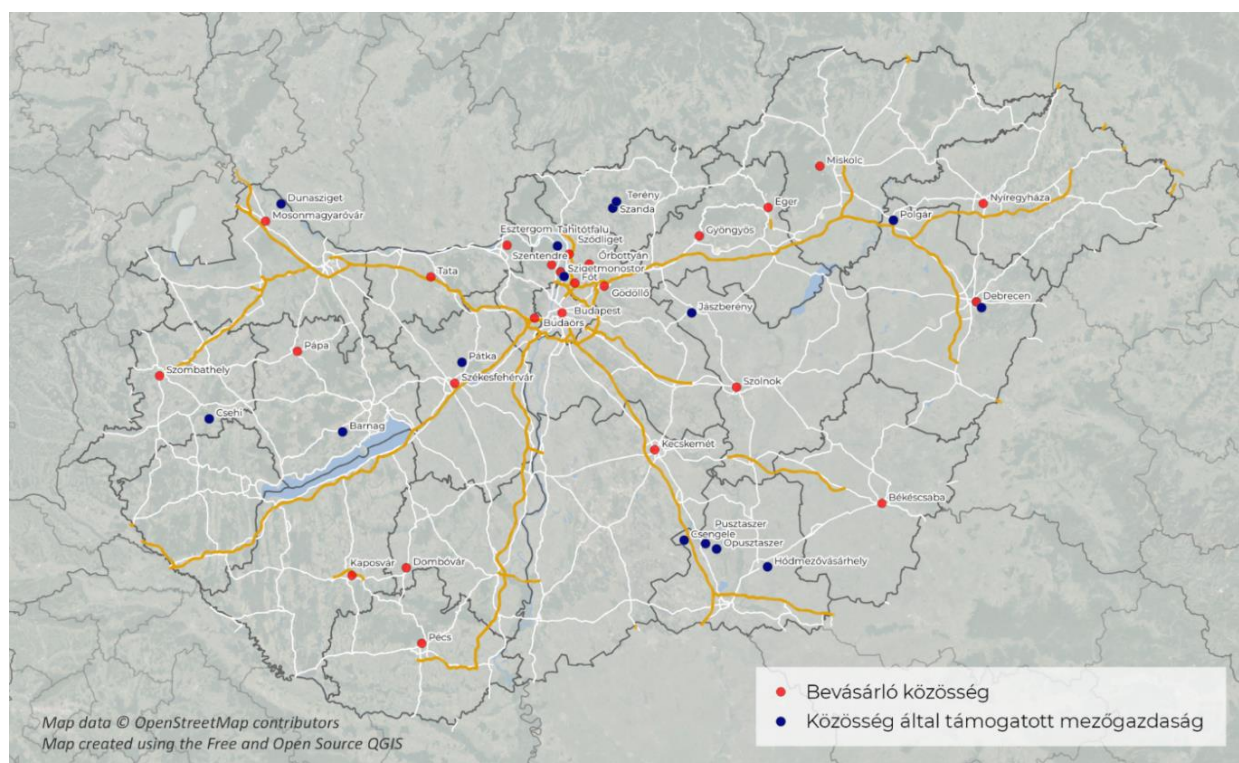 Miskolc
Terény
Szanda
Dunasziget
Mosonmagyaróvár
Eger
Nyíregyháza
Polgár
Gyöngyös
Esztergom
Tahitótfalu
Sződliget
Szentendre
Őrbottyán
Szigetmonostor
Fót
Gödöllő
Tata
Debrecen
Jászberény
Budapest
Budaörs
Pápa
Pátka
Szombathely
Székesfehérvár
Szolnok
Csehi
Barnag
Kecskemét
Békéscsaba
Pusztaszer
Csengele
Ópusztaszer
Hódmezővásárhely
Kaposvár
Dombóvár
Pécs
Bevásárló közösség
Közösség által támogatott mezőgazdaság
Map data © OpenStreetMap contributors
Map created using the Free and Open Source QGIS